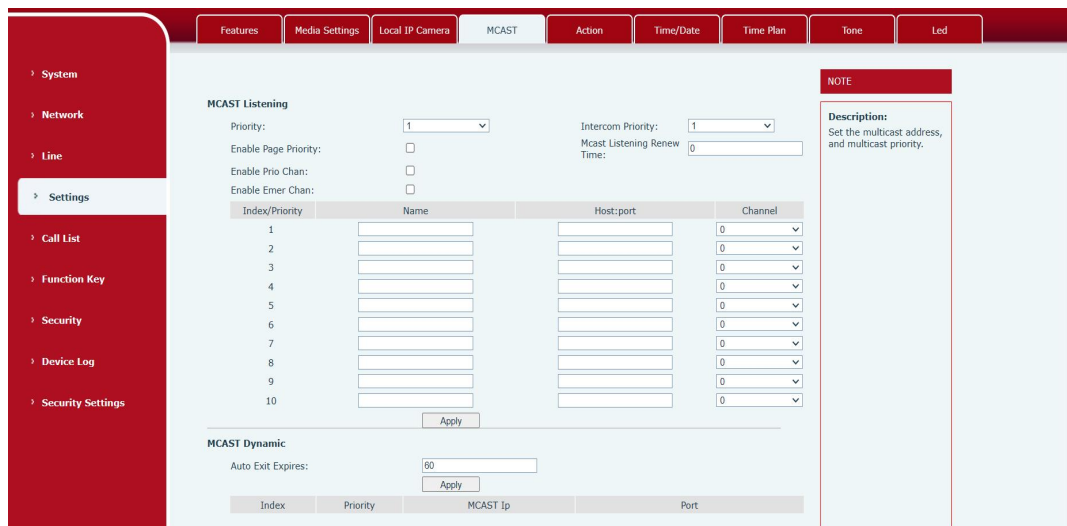 Features Media Settings Local IP Camera MCAST Action Time/Date Time Plan Tone Led
› System
› Network
› Line
› Settings
› Call List
› Function Key
› Security
› Device Log
› Security Settings
MCAST Listening
Priority: 1 Intercom Priority: 1
Enable Page Priority: Mcast Listening Renew Time: 0
Enable Prio Chan:
Enable Emer Chan:
Index/Priority Name Host:port Channel
1 0
2 0
3 0
4 0
5 0
6 0
7 0
8 0
9 0
10 0
Apply
MCAST Dynamic
Auto Exit Expires: 60
Apply
Index Priority MCAST Ip Port
NOTE
Description:
Set the multicast address,
and multicast priority.